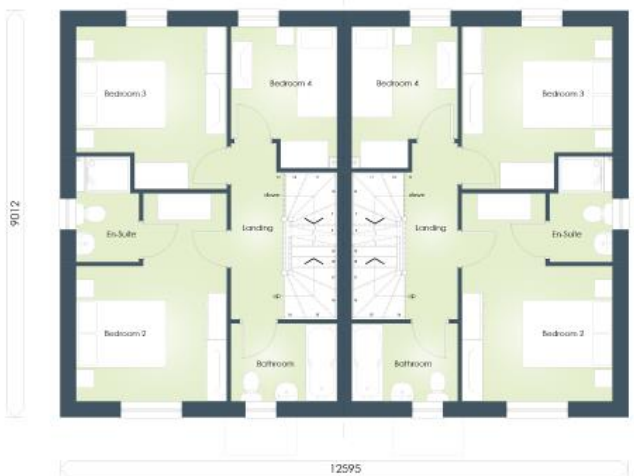 Bedroom 3
Bedroom 4
Bedroom 4
Bedroom 3
down
down
9012
En-Suite
Landing
Landing
En-Suite
up
up
Bedroom 2
Bathroom
Bathroom
Bedroom 2
12595